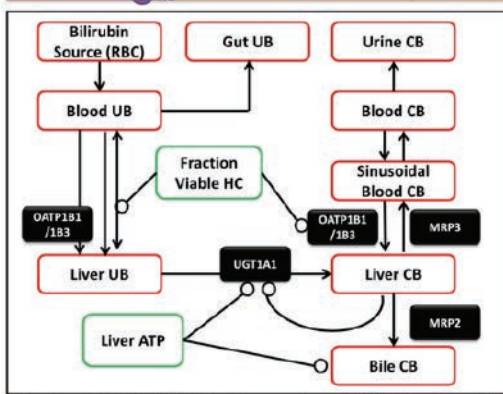 Bilirubin
Source (RBC)
Gut UB
Urine CB
Blood UB
Blood CB
Fraction
Viable HC
Sinusoidal
Blood CB
OATP1B1
/1B3
OATP1B1
/1B3
MRP3
UGT1A1
Liver UB
Liver CB
MRP2
Liver ATP
Bile CB